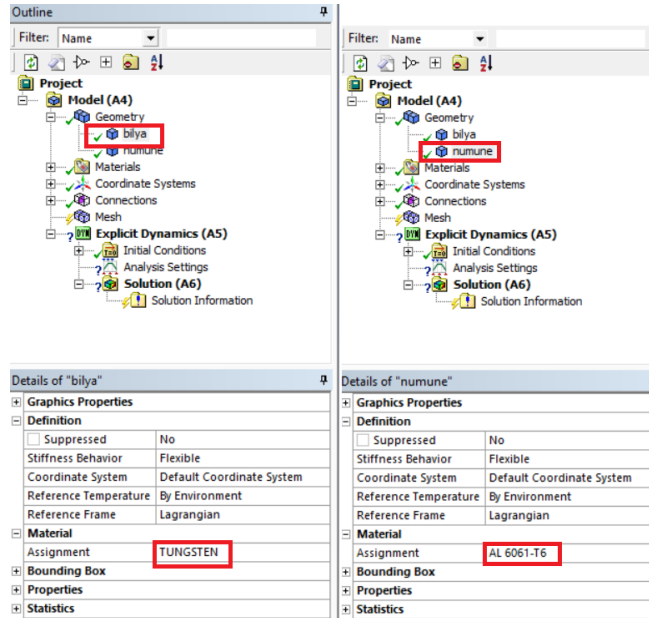 Outline
Filter: Name
Project
Model (A4)
Geometry
bilya
numune
Materials
Coordinate Systems
Connections
Mesh
Explicit Dynamics (A5)
Initial Conditions
Analysis Settings
Solution (A6)
Solution Information
Details of "bilya"
Graphics Properties
Definition
Suppressed No
Stiffness Behavior Flexible
Coordinate System Default Coordinate System
Reference Temperature By Environment
Reference Frame Lagrangian
Material
Assignment TUNGSTEN
Bounding Box
Properties
Statistics
Filter: Name
Project
Model (A4)
Geometry
bilya
numune
Materials
Coordinate Systems
Connections
Mesh
Explicit Dynamics (A5)
Initial Conditions
Analysis Settings
Solution (A6)
Solution Information
Details of "numune"
Graphics Properties
Definition
Suppressed No
Stiffness Behavior Flexible
Coordinate System Default Coordinate System
Reference Temperature By Environment
Reference Frame Lagrangian
Material
Assignment AL 6061-T6
Bounding Box
Properties
Statistics